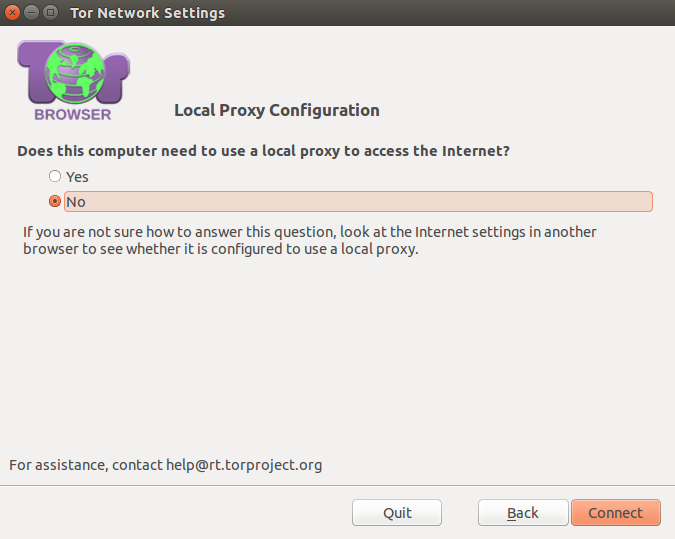 Tor Network Settings
Tor
BROWSER
Local Proxy Configuration
Does this computer need to use a local proxy to access the Internet?
Yes
No
If you are not sure how to answer this question, look at the Internet settings in another
browser to see whether it is configured to use a local proxy.
For assistance, contact help@rt.torproject.org
Quit
Back
Connect